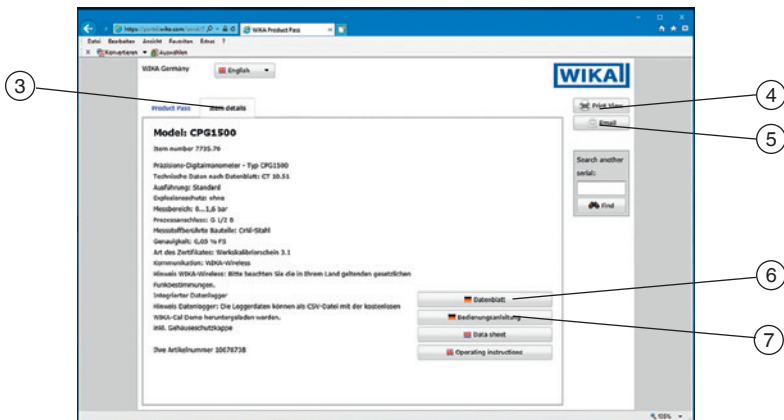 https://portal.wika.com/
WIKA Product Pass
Datei Bearbeiten Ansicht Favoriten Extras ?
x Konvertieren Auswählen
WIKA Germany English
WIKA
3
Product Pass Item details
Print View
4
Email
5
Model: CPG1500
Item number 7735.76
Präzisions-Digitalmanometer - Typ CPG1500
Technische Daten nach Datenblatt: CT 10.51
Ausführung: Standard
Explosionsschutz: ohne
Messbereich: 0...1,6 bar
Prozessanschluss: G 1/2 B
Messstoffberührte Bauteile: CrNi-Stahl
Genauigkeit: 0,05 % FS
Art des Zertifikates: Werkskalibrierschein 3.1
Kommunikation: WIKA-Wireless
Hinweis WIKA-Wireless: Bitte beachten Sie die in Ihrem Land geltenden gesetzlichen
Funkbestimmungen.
Integrierter Datenlogger
Hinweis Datenlogger: Die Loggerdaten können als CSV-Datei mit der kostenlosen
WIKA-Cal Demo heruntergeladen werden.
inkl. Gehäuseschutzkappe
Ihre Artikelnummer 10678738
Search another
serial:
Find
Datenblatt
6
Bedienungsanleitung
7
Data sheet
Operating instructions